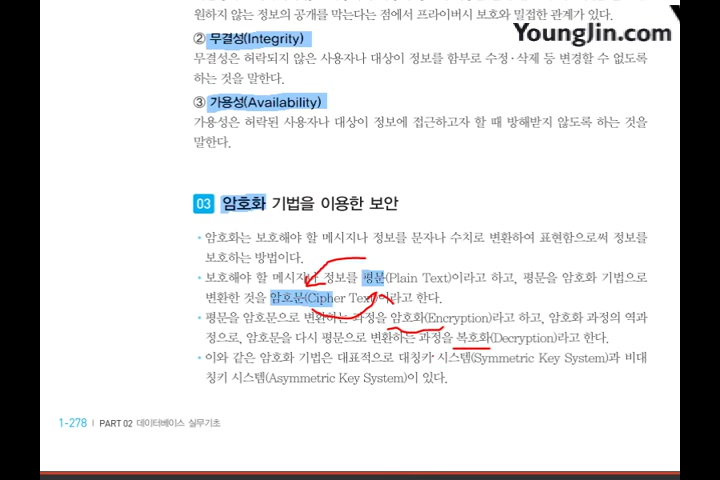 원하지 않는 정보의 공개를 막는다는 점에서 프라이버시 보호와 밀접한 관계가 있다.
YoungJin.com
② 무결성(Integrity)
무결성은 허락되지 않은 사용자나 대상이 정보를 함부로 수정·삭제 등 변경할 수 없도록
하는 것을 말한다.
③ 가용성(Availability)
가용성은 허락된 사용자나 대상이 정보에 접근하고자 할 때 방해받지 않도록 하는 것을
말한다.
03 암호화 기법을 이용한 보안
• 암호화는 보호해야 할 메시지나 정보를 문자나 수치로 변환하여 표현함으로써 정보를
보호하는 방법이다.
• 보호해야 할 메시지나 정보를 평문(Plain Text)이라고 하고, 평문을 암호화 기법으로
변환한 것을 암호문(Cipher Text)이라고 한다.
• 평문을 암호문으로 변환하는 과정을 암호화(Encryption)라고 하고, 암호화 과정의 역과
정으로, 암호문을 다시 평문으로 변환하는 과정을 복호화(Decryption)라고 한다.
• 이와 같은 암호화 기법은 대표적으로 대칭키 시스템(Symmetric Key System)과 비대
칭키 시스템(Asymmetric Key System)이 있다.
1-278 | PART 02 데이터베이스 실무기초